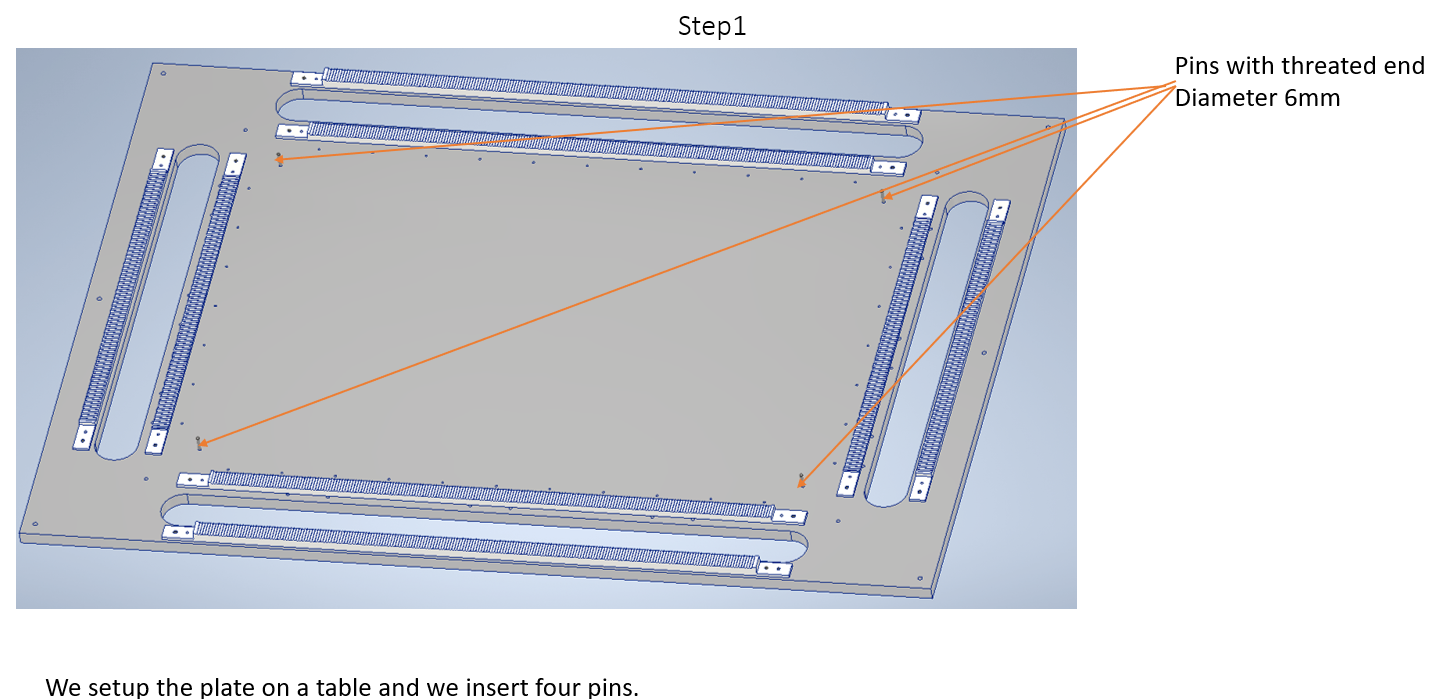 Step1
Pins with threated end
Diameter 6mm
We setup the plate on a table and we insert four pins.